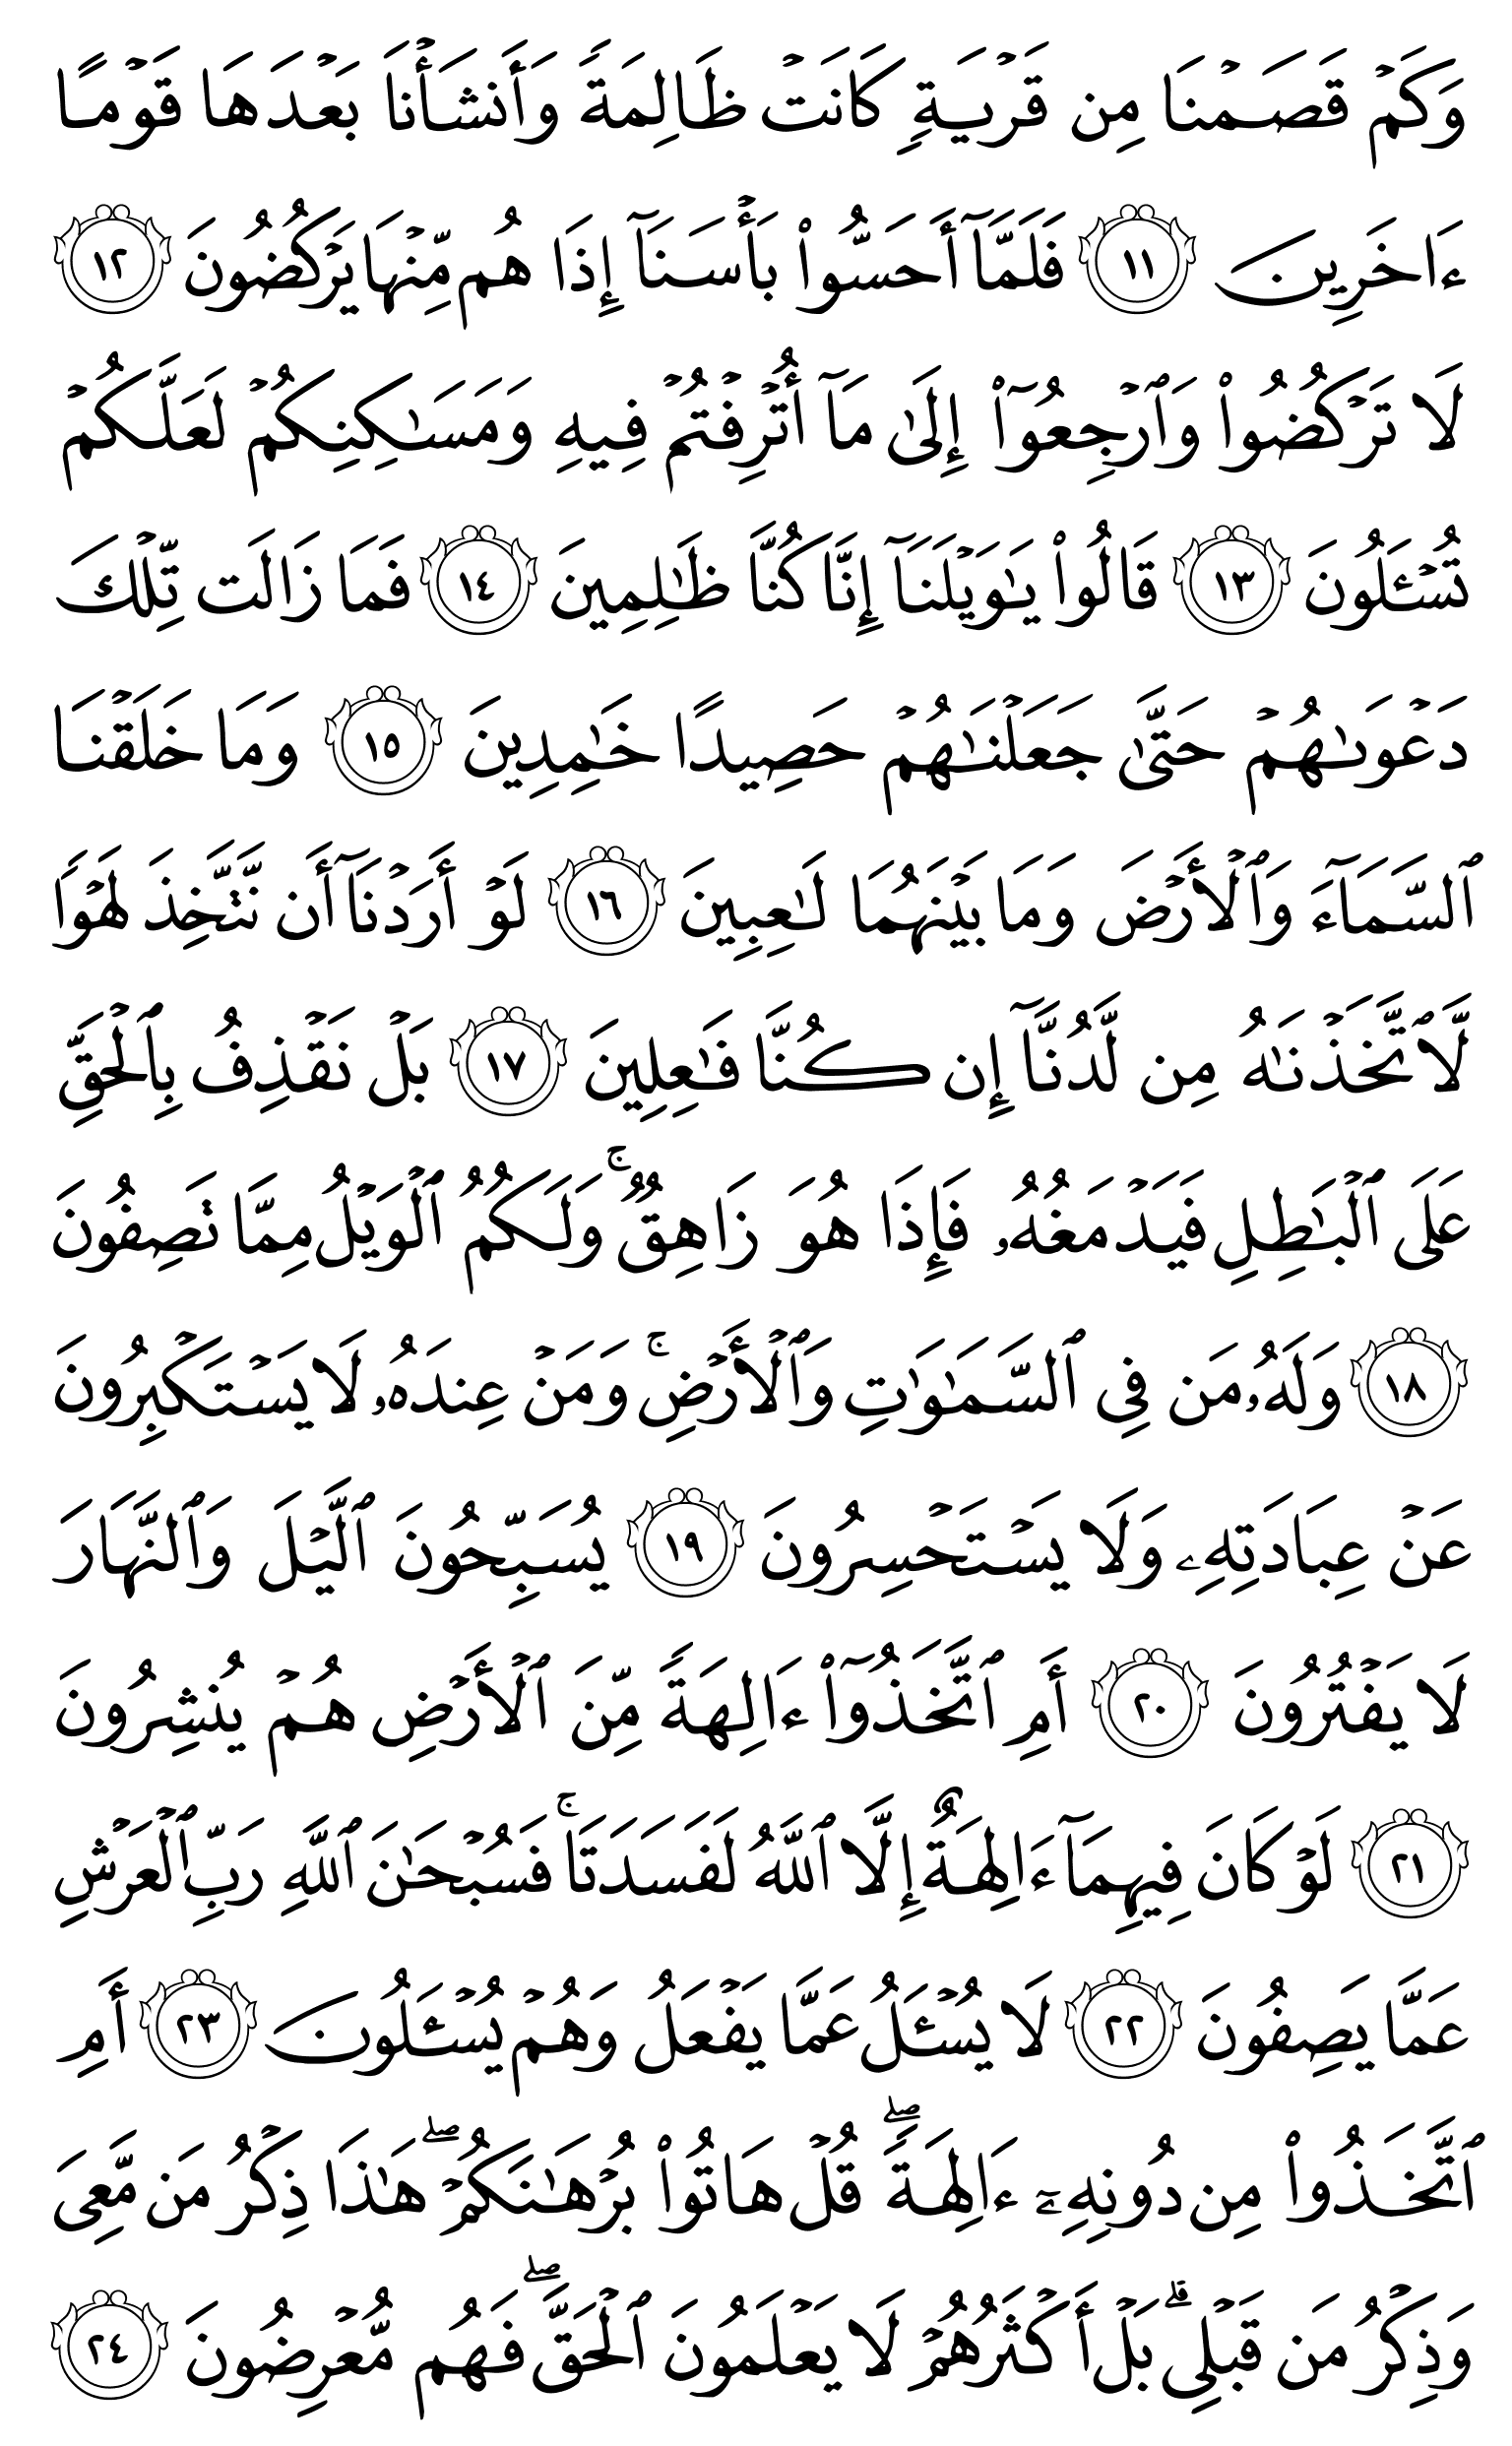 وَكَمْ قَصَمْنَا مِن قَرْيَةٍ كَانَتْ ظَالِمَةً وَأَنشَأْنَا بَعْدَهَا قَوْمًا
ءَاخَرِينَ ١١ فَلَمَّآ أَحَسُّوا۟ بَأْسَنَآ إِذَا هُم مِّنْهَا يَرْكُضُونَ ١٢
لَا تَرْكُضُوا۟ وَٱرْجِعُوٓا۟ إِلَىٰ مَآ أُتْرِفْتُمْ فِيهِ وَمَسَـٰكِنِكُمْ لَعَلَّكُمْ
تُسْـَٔلُونَ ١٣ قَالُوا۟ يَـٰوَيْلَنَآ إِنَّا كُنَّا ظَـٰلِمِينَ ١٤ فَمَا زَالَت تِّلْكَ
دَعْوَىٰهُمْ حَتَّىٰ جَعَلْنَـٰهُمْ حَصِيدًا خَـٰمِدِينَ ١٥ وَمَا خَلَقْنَا
ٱلسَّمَآءَ وَٱلْأَرْضَ وَمَا بَيْنَهُمَا لَـٰعِبِينَ ١٦ لَوْ أَرَدْنَآ أَن نَّتَّخِذَ لَهْوًا
لَّٱتَّخَذْنَـٰهُ مِن لَّدُنَّآ إِن كُنَّا فَـٰعِلِينَ ١٧ بَلْ نَقْذِفُ بِٱلْحَقِّ
عَلَى ٱلْبَـٰطِلِ فَيَدْمَغُهُۥ فَإِذَا هُوَ زَاهِقٌ ۚ وَلَكُمُ ٱلْوَيْلُ مِمَّا تَصِفُونَ
١٨ وَلَهُۥ مَن فِى ٱلسَّمَـٰوَٰتِ وَٱلْأَرْضِ ۚ وَمَنْ عِندَهُۥ لَا يَسْتَكْبِرُونَ
عَنْ عِبَادَتِهِۦ وَلَا يَسْتَحْسِرُونَ ١٩ يُسَبِّحُونَ ٱلَّيْلَ وَٱلنَّهَارَ
لَا يَفْتُرُونَ ٢٠ أَمِ ٱتَّخَذُوٓا۟ ءَالِهَةً مِّنَ ٱلْأَرْضِ هُمْ يُنشِرُونَ
٢١ لَوْ كَانَ فِيهِمَآ ءَالِهَةٌ إِلَّا ٱللَّهُ لَفَسَدَتَا ۚ فَسُبْحَـٰنَ ٱللَّهِ رَبِّ ٱلْعَرْشِ
عَمَّا يَصِفُونَ ٢٢ لَا يُسْـَٔلُ عَمَّا يَفْعَلُ وَهُمْ يُسْـَٔلُونَ ٢٣ أَمِ
ٱتَّخَذُوا۟ مِن دُونِهِۦٓ ءَالِهَةً ۖ قُلْ هَاتُوا۟ بُرْهَـٰنَكُمْ ۖ هَـٰذَا ذِكْرُ مَن مَّعِىَ
وَذِكْرُ مَن قَبْلِى ۗ بَلْ أَكْثَرُهُمْ لَا يَعْلَمُونَ ٱلْحَقَّ ۖ فَهُم مُّعْرِضُونَ ٢٤